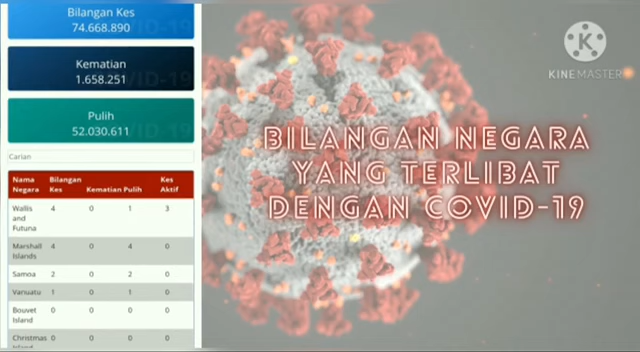 Bilangan Kes
74.668.890
Kematian
1.658.251
Pulih
52.030.611
Carian
Nama Negara Bilangan Kes Kematian Pulih Kes Aktif
Wallis and Futuna 4 0 1 3
Marshall Islands 4 0 4 0
Samoa 2 0 2 0
Vanuatu 1 0 1 0
Bouvet Island 0 0 0 0
Christmas Island 0 0 0 0
BILANGAN NEGARA
YANG TERLIBAT
DENGAN COVID-19
K
KINEMASTER